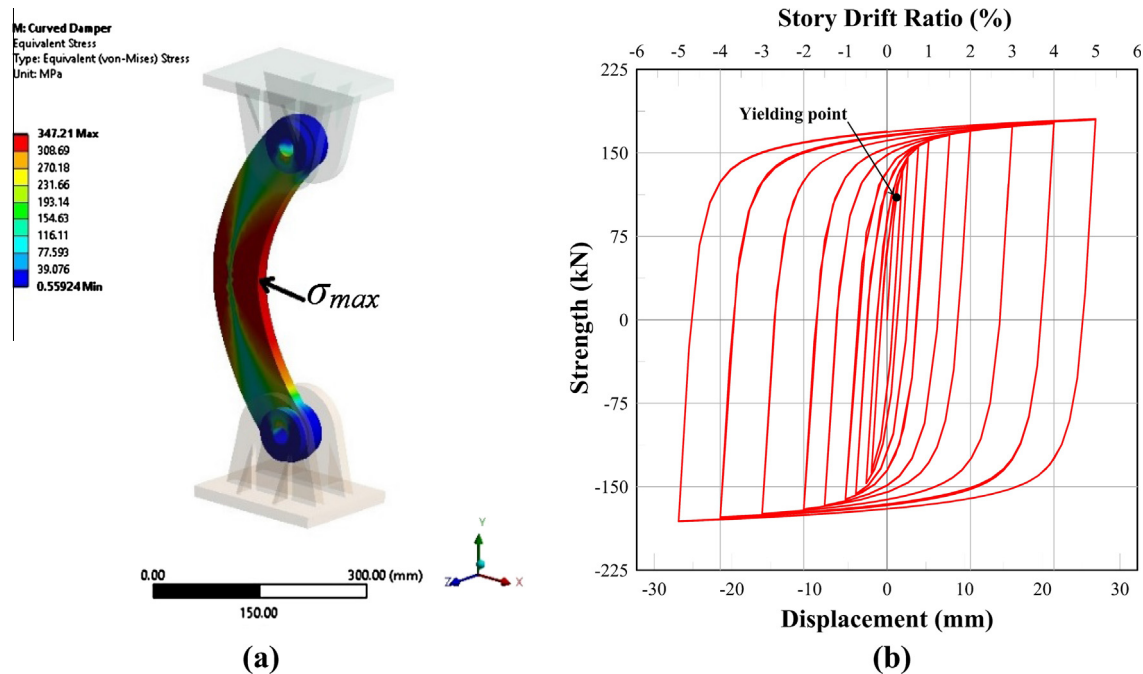 M: Curved Damper
Equivalent Stress
Type: Equivalent (von-Mises) Stress
Unit: MPa
347.21 Max
308.69
270.18
231.66
193.14
154.63
116.11
77.593
39.076
0.55924 Min
σmax
Y
Z
X
0.00
300.00 (mm)
150.00
(a)
Story Drift Ratio (%)
-6 -5 -4 -3 -2 -1 0 1 2 3 4 5 6
225
150
75
0
-75
-150
-225
Strength (kN)
Yielding point
-30 -20 -10 0 10 20 30
Displacement (mm)
(b)